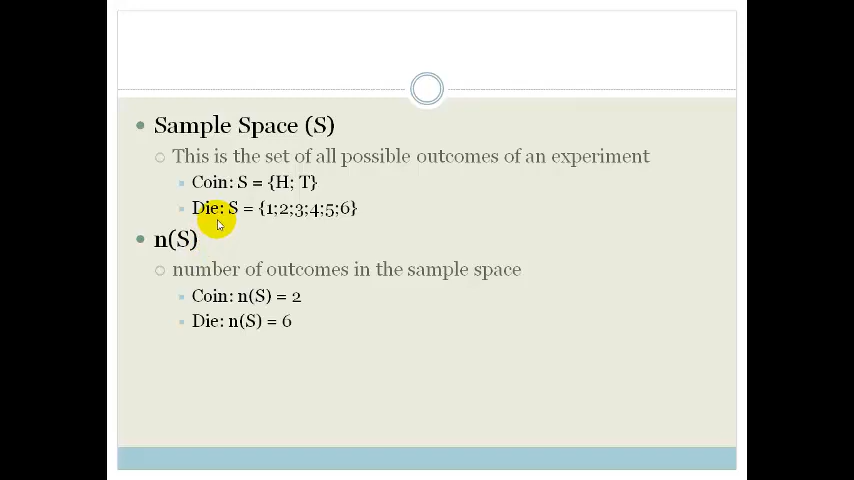 Sample Space (S)
This is the set of all possible outcomes of an experiment
Coin: S = {H; T}
Die: S = {1;2;3;4;5;6}
n(S)
number of outcomes in the sample space
Coin: n(S) = 2
Die: n(S) = 6